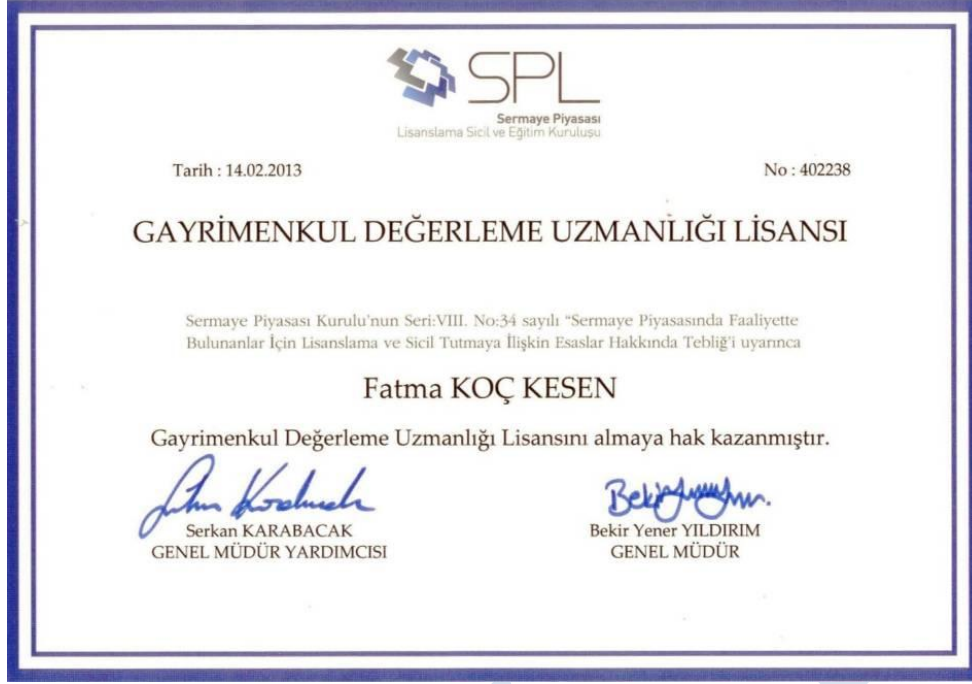 SPL
Sermaye Piyasası
Lisanslama Sicil ve Eğitim Kuruluşu
Tarih : 14.02.2013
No : 402238
GAYRİMENKUL DEĞERLEME UZMANLIĞI LİSANSI
Sermaye Piyasası Kurulu'nun Seri:VIII. No:34 sayılı “Sermaye Piyasasında Faaliyette
Bulunanlar İçin Lisanslama ve Sicil Tutmaya İlişkin Esaslar Hakkında Tebliğ'i uyarınca
Fatma KOÇ KESEN
Gayrimenkul Değerleme Uzmanlığı Lisansını almaya hak kazanmıştır.
Serkan KARABACAK
GENEL MÜDÜR YARDIMCISI
Bekir Yener YILDIRIM
GENEL MÜDÜR